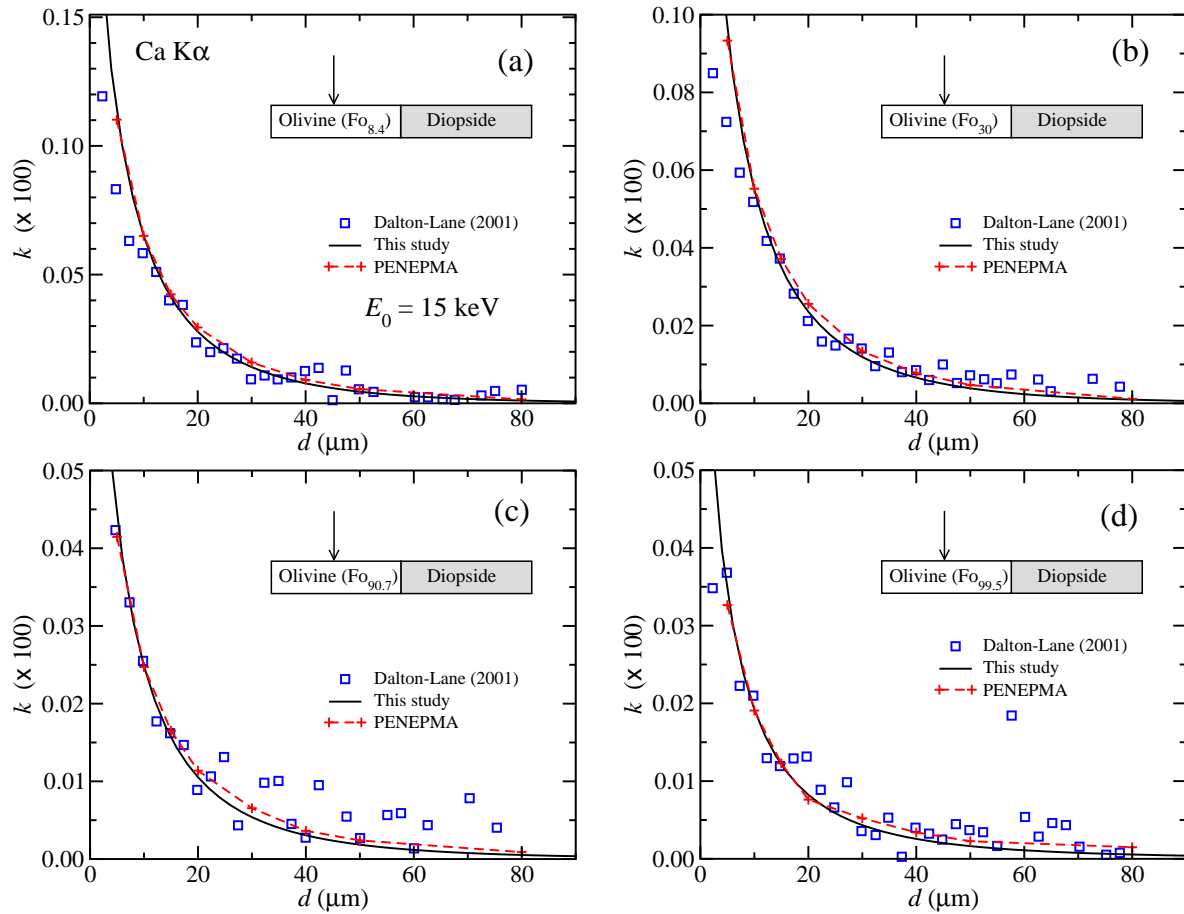 Ca Kα
(a)
Olivine (Fo8.4) Diopside
Dalton-Lane (2001)
This study
PENEPMA
E0 = 15 keV
k (x 100)
0.15
0.10
0.05
0.00
0 20 40 60 80
d (μm)
(b)
Olivine (Fo30) Diopside
Dalton-Lane (2001)
This study
PENEPMA
k (x 100)
0.10
0.08
0.06
0.04
0.02
0.00
0 20 40 60 80
d (μm)
(c)
Olivine (Fo90.7) Diopside
Dalton-Lane (2001)
This study
PENEPMA
k (x 100)
0.05
0.04
0.03
0.02
0.01
0.00
0 20 40 60 80
d (μm)
(d)
Olivine (Fo99.5) Diopside
Dalton-Lane (2001)
This study
PENEPMA
k (x 100)
0.05
0.04
0.03
0.02
0.01
0.00
0 20 40 60 80
d (μm)